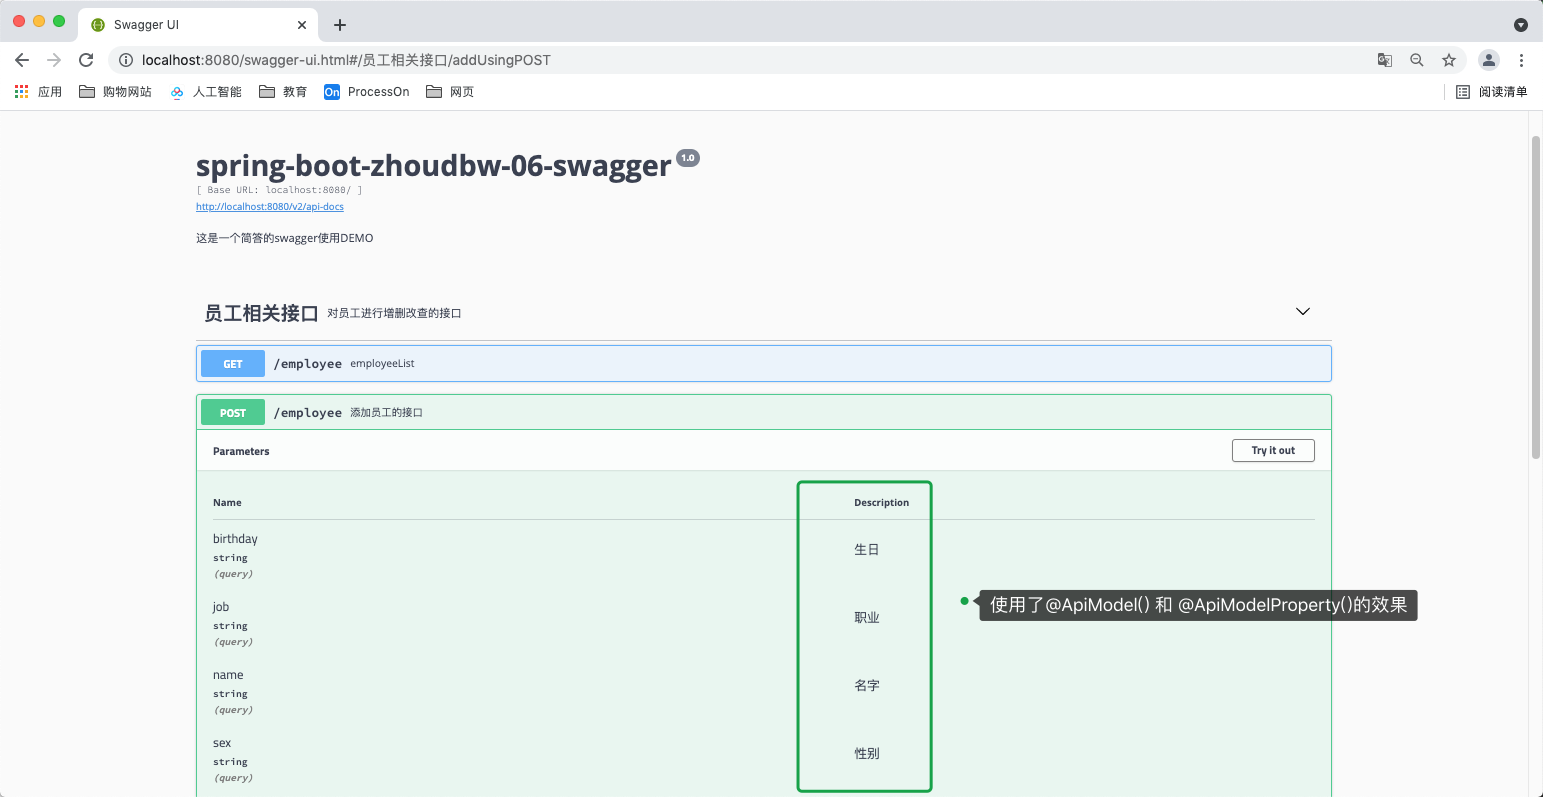 Swagger UI
localhost:8080/swagger-ui.html#/员工相关接口/addUsingPOST
应用 购物网站 人工智能 教育 On ProcessOn 网页 阅读清单
spring-boot-zhoudbw-06-swagger 1.0
[ Base URL: localhost:8080/ ]
http://localhost:8080/v2/api-docs
这是一个简答的swagger使用DEMO
员工相关接口 对员工进行增删改查的接口
GET /employee employeeList
POST /employee 添加员工的接口
Parameters Try it out
Name Description
birthday
string
(query)
生日
job
string
(query)
职业
使用了@ApiModel() 和 @ApiModelProperty()的效果
name
string
(query)
名字
sex
string
(query)
性别